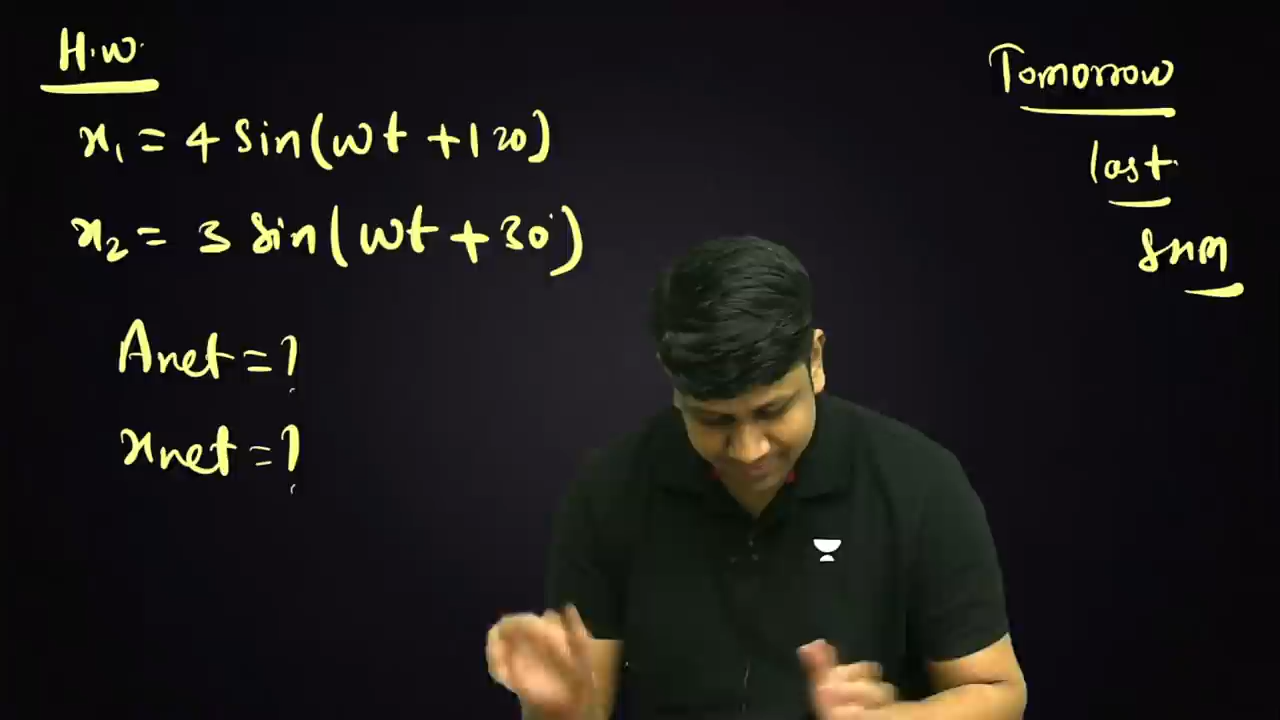 H.W.
x₁ = 4 Sin(ωt + 120)
x₂ = 3 Sin(ωt + 30°)
Anet = ?
xnet = ?
Tomorrow
last
SHM